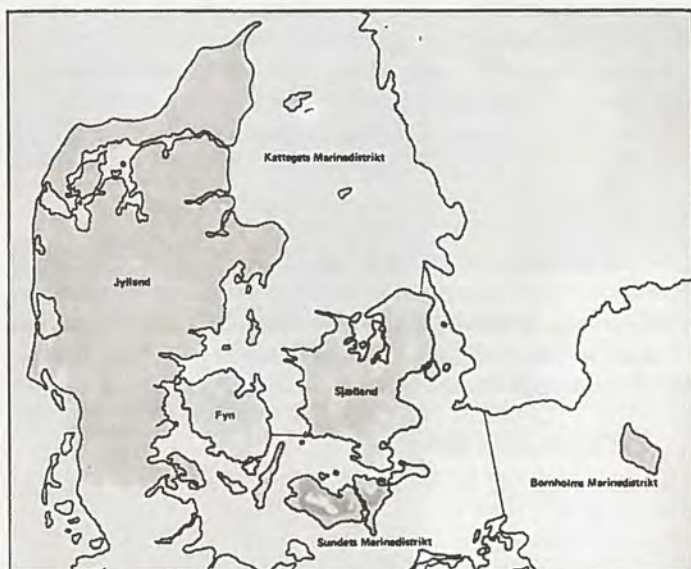 Kattegats Marinedistrikt
Jylland
Sjælland
Fyn
Bornholms Marinedistrikt
Sundets Marinedistrikt